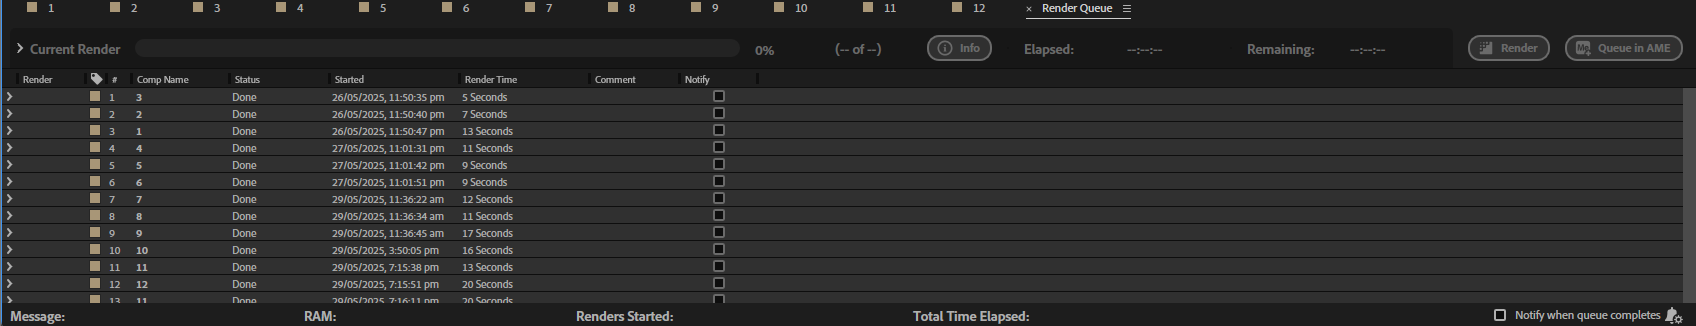 1 2 3 4 5 6 7 8 9 10 11 12 × Render Queue ☰
Current Render 0% (-- of --) Info Elapsed: --:--:-- Remaining: --:--:-- Render Queue in AME
Render # Comp Name Status Started Render Time Comment Notify
1 3 Done 26/05/2025, 11:50:35 pm 5 Seconds
2 2 Done 26/05/2025, 11:50:40 pm 7 Seconds
3 1 Done 26/05/2025, 11:50:47 pm 13 Seconds
4 4 Done 27/05/2025, 11:01:31 pm 11 Seconds
5 5 Done 27/05/2025, 11:01:42 pm 9 Seconds
6 6 Done 27/05/2025, 11:01:51 pm 9 Seconds
7 7 Done 29/05/2025, 11:36:22 am 12 Seconds
8 8 Done 29/05/2025, 11:36:34 am 11 Seconds
9 9 Done 29/05/2025, 11:36:45 am 17 Seconds
10 10 Done 29/05/2025, 3:50:05 pm 16 Seconds
11 11 Done 29/05/2025, 7:15:38 pm 13 Seconds
12 12 Done 29/05/2025, 7:15:51 pm 20 Seconds
13 11 Done 29/05/2025, 7:16:11 pm 20 Seconds
Message: RAM: Renders Started: Total Time Elapsed: Notify when queue completes